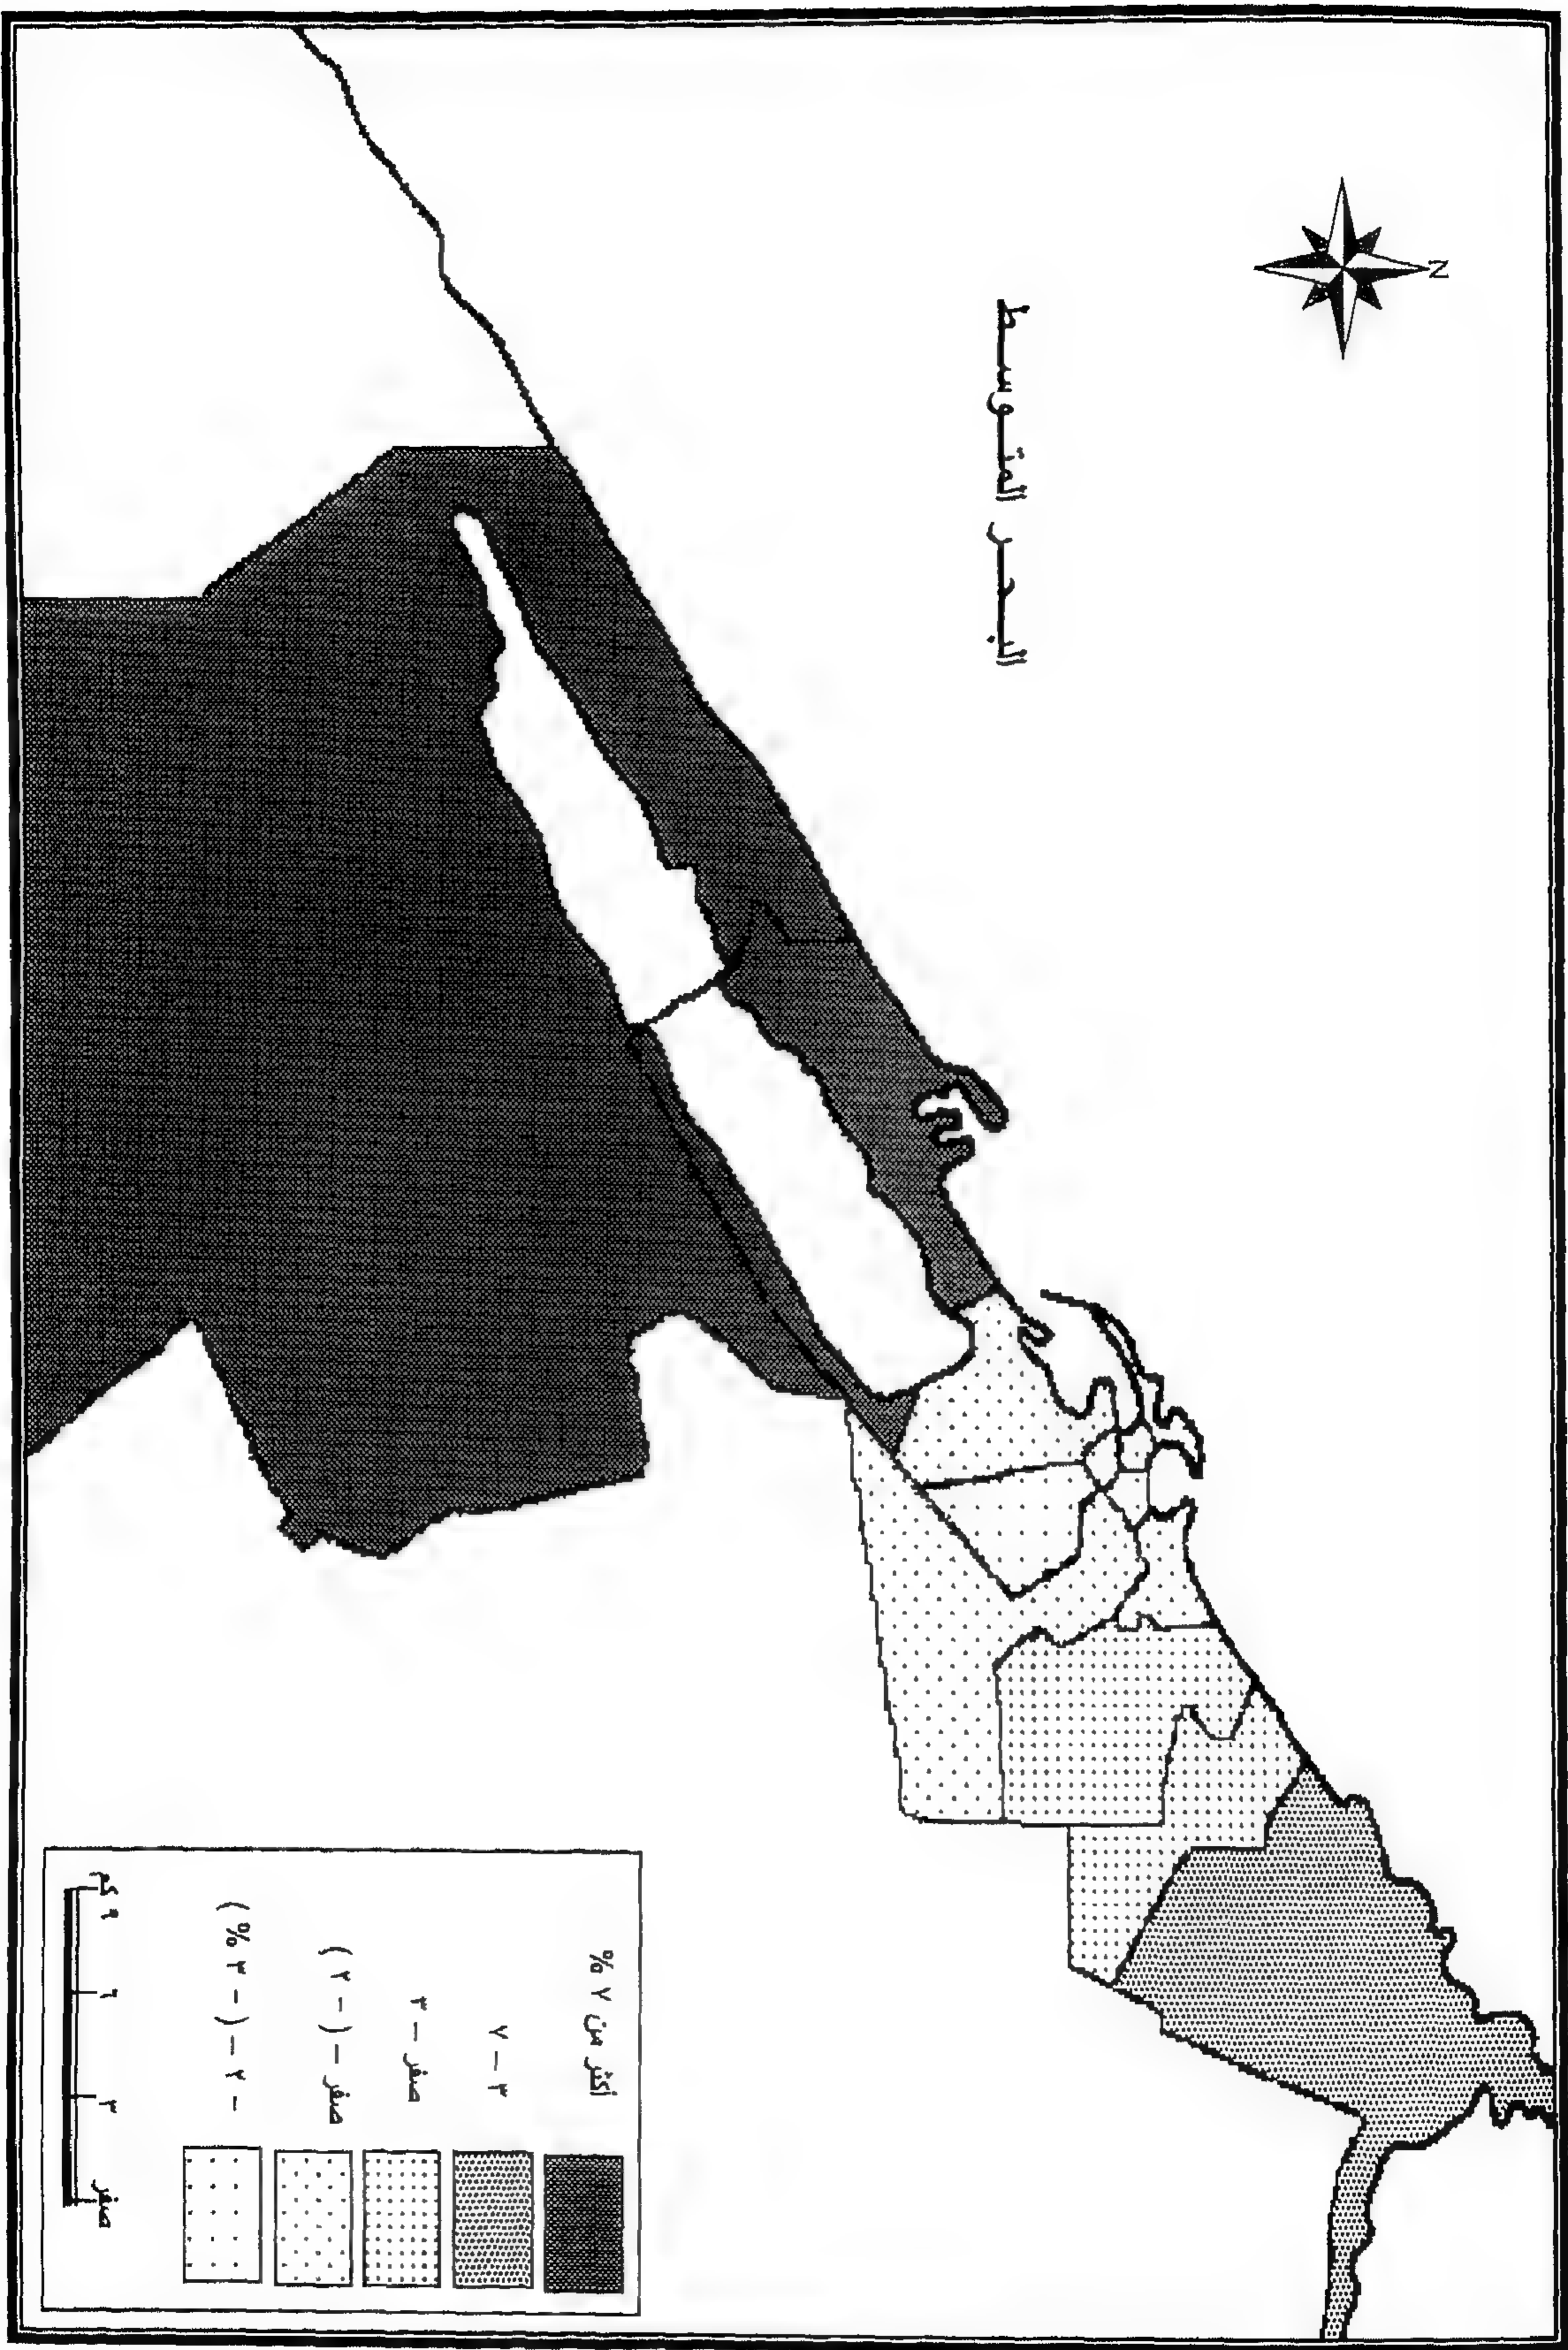 N
البحر المتوسط
أكثر من ٧ %
٣ – ٧
صفر – ٣
صفر – ( – ٢ )
– ٢ – ( – ٣ % )
صفر ٣ ٦ ٩ كم